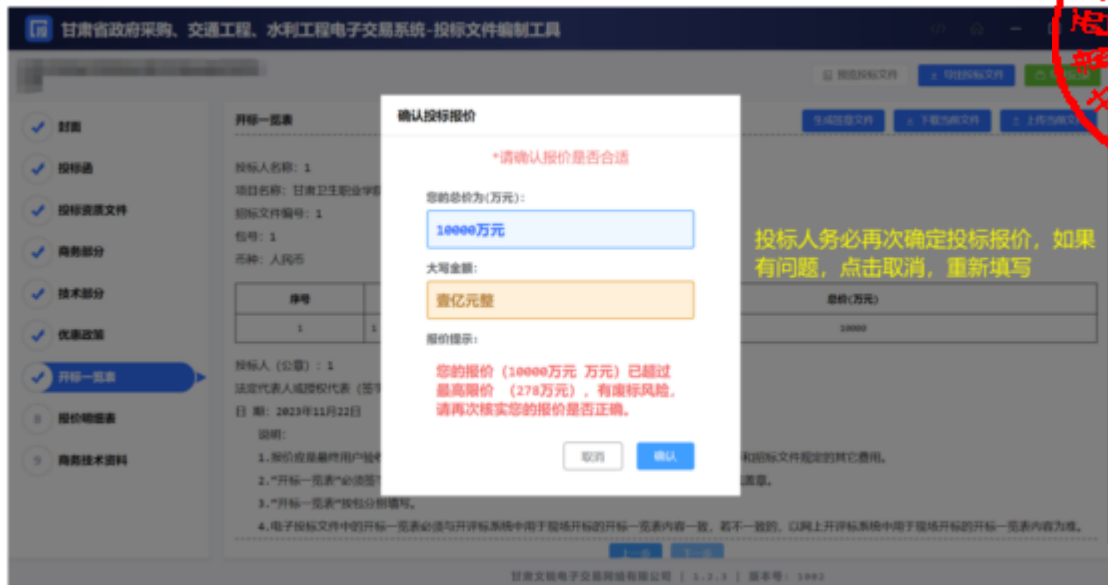 甘肃省政府采购、交通工程、水利工程电子交易系统-投标文件编制工具
预览投标文件
导出投标文件
封面
投标函
投标资质文件
商务部分
技术部分
优惠政策
开标一览表
8 报价明细表
9 商务技术资料
开标一览表
生成签章文件
下载当前文件
上传当前文
投标人名称: 1
项目名称: 甘肃卫生职业学
招标文件编号: 1
包号: 1
币种: 人民币
序号
总价(万元)
1
1
10000
投标人 (公章) : 1
法定代表人或授权代表 (签
日 期: 2023年11月22日
说明:
1.报价应是最终用户验收
和招标文件规定的其它费用。
2.“开标一览表”必须签
盖章。
3.“开标一览表”按包分别填写。
4.电子投标文件中的开标一览表必须与开评标系统中用于现场开标的开标一览表内容一致, 若不一致的, 以网上开评标系统中用于现场开标的开标一览表内容为准。
上一步
下一步
确认投标报价
*请确认报价是否合适
您的总价为(万元):
10000万元
大写金额:
壹亿元整
报价提示:
您的报价 (10000万元 万元) 已超过
最高限价 (278万元) , 有废标风险,
请再次核实您的报价是否正确。
取消
确认
投标人务必再次确定投标报价, 如果
有问题, 点击取消, 重新填写
甘肃文锐电子交易网络有限公司 | 1.2.3 | 版本号: 1002